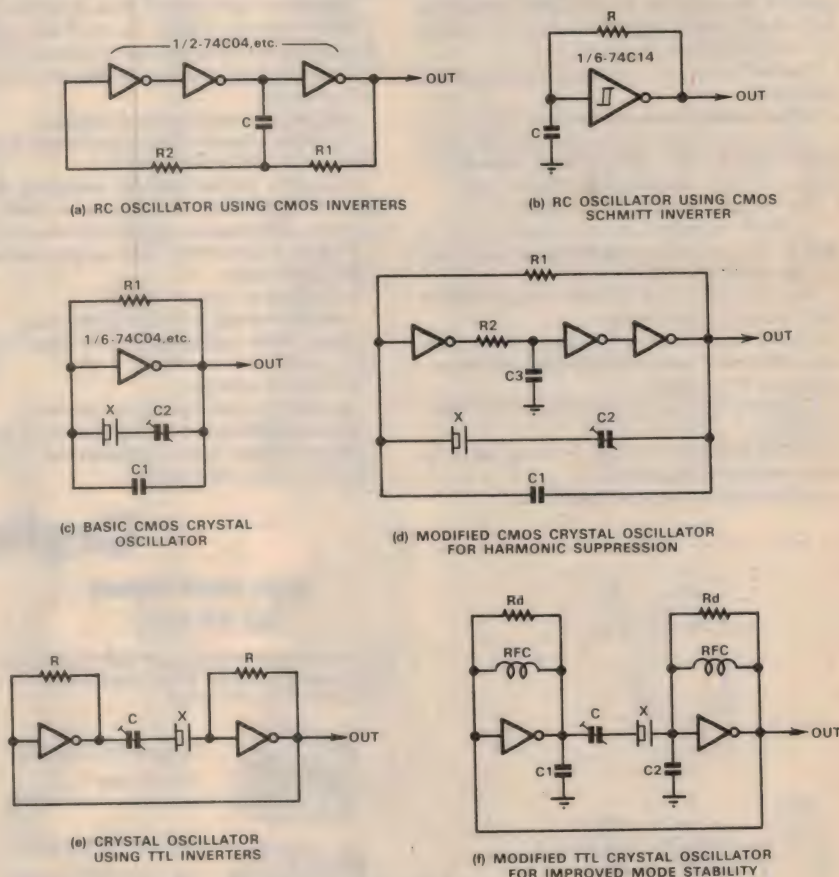 1/2-74C04,etc.
OUT
C
R2
R1
(a) RC OSCILLATOR USING CMOS INVERTERS
R
1/6-74C14
OUT
C
(b) RC OSCILLATOR USING CMOS
SCHMITT INVERTER
R1
1/6-74C04,etc.
OUT
X
C2
C1
(c) BASIC CMOS CRYSTAL
OSCILLATOR
R1
R2
OUT
C3
X
C2
C1
(d) MODIFIED CMOS CRYSTAL OSCILLATOR
FOR HARMONIC SUPPRESSION
R
R
C
X
OUT
(e) CRYSTAL OSCILLATOR
USING TTL INVERTERS
Rd
Rd
RFC
RFC
C
X
OUT
C1
C2
(f) MODIFIED TTL CRYSTAL OSCILLATOR
FOR IMPROVED MODE STABILITY